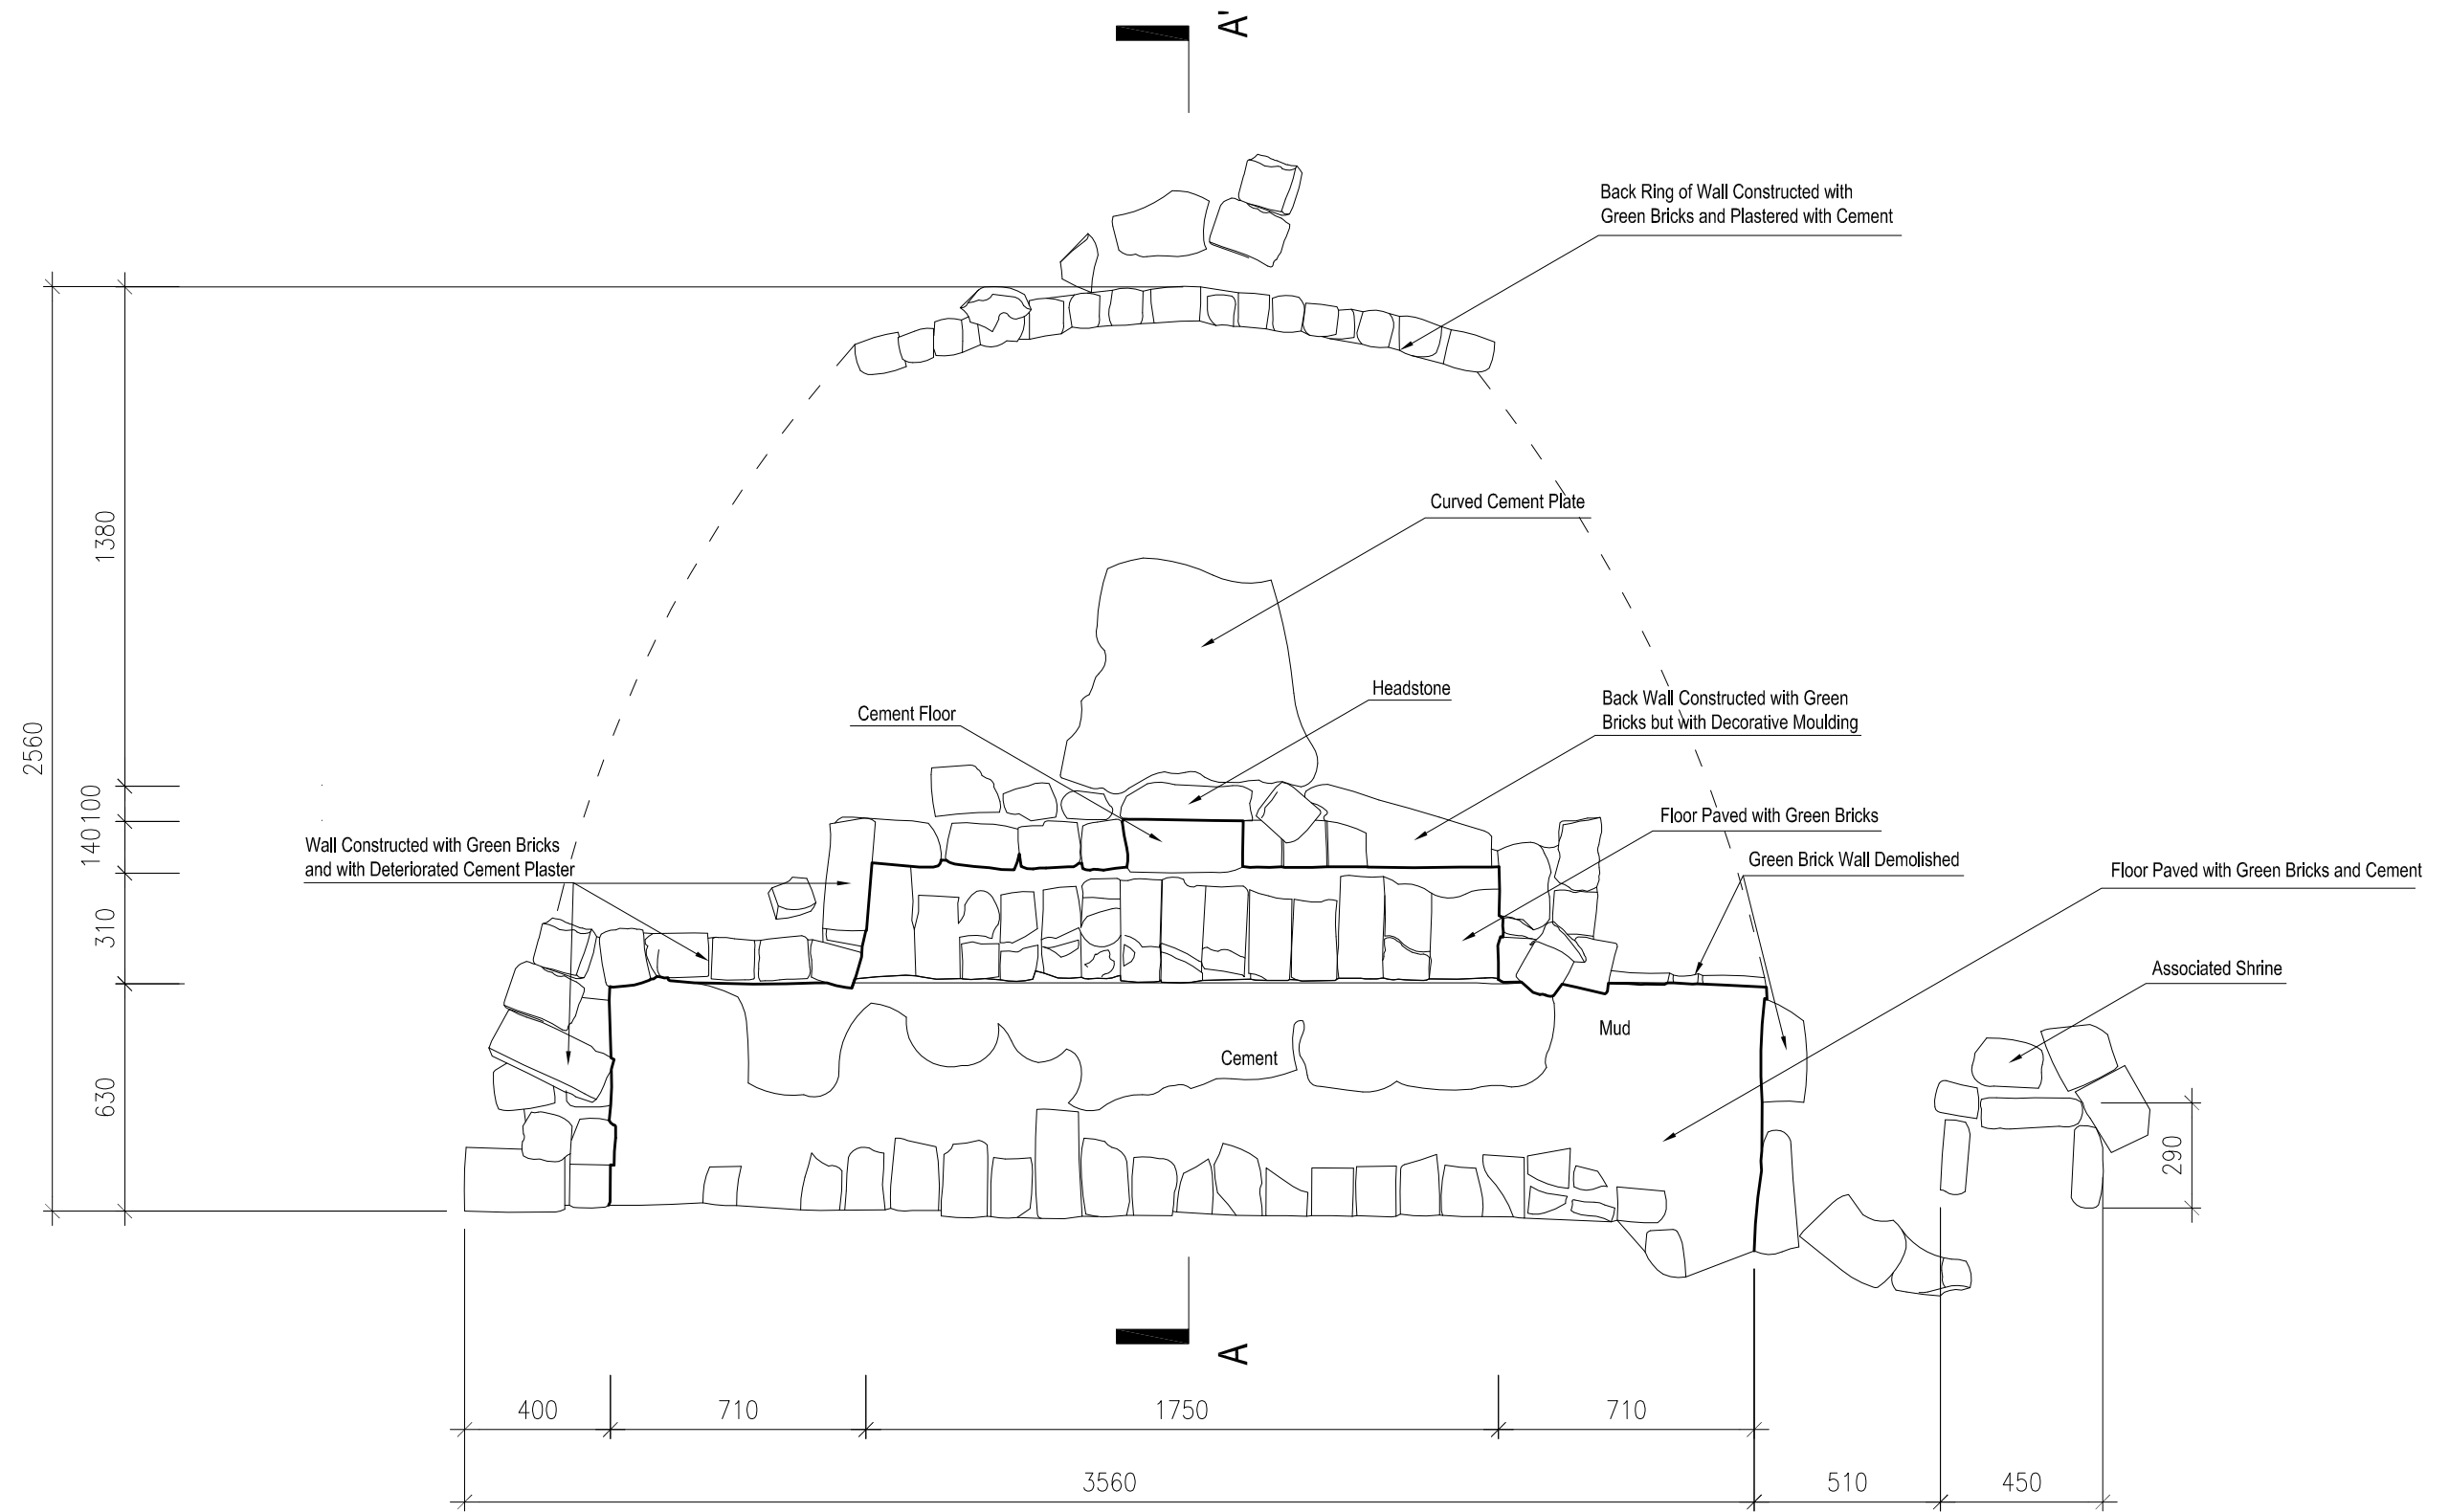 A'
Back Ring of Wall Constructed with
Green Bricks and Plastered with Cement
1380
Curved Cement Plate
Headstone
Back Wall Constructed with Green
Bricks but with Decorative Moulding
Cement Floor
2560
100
Floor Paved with Green Bricks
140
Wall Constructed with Green Bricks
and with Deteriorated Cement Plaster
Green Brick Wall Demolished
Floor Paved with Green Bricks and Cement
310
Associated Shrine
Mud
Cement
630
290
A
400
710
1750
710
3560
510
450